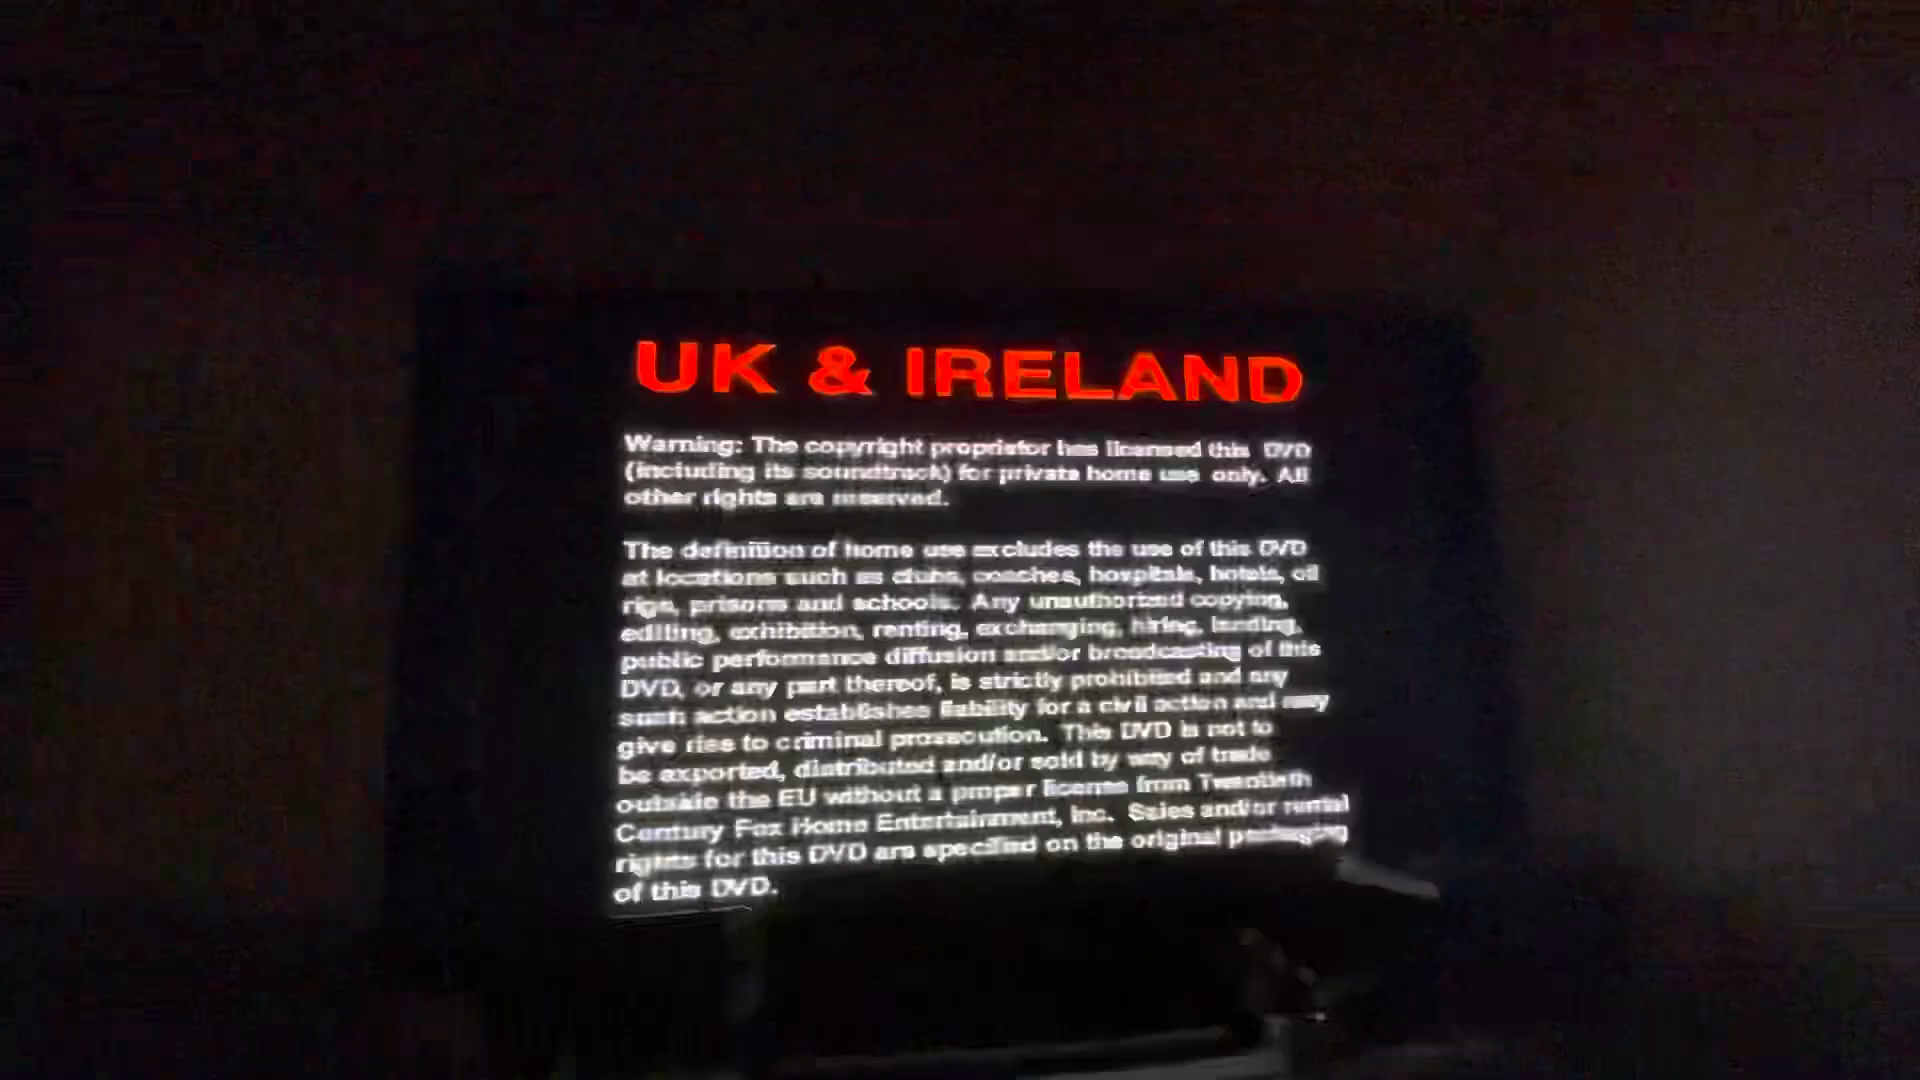 UK & IRELAND
Warning: The copyright proprietor has licensed this DVD
(including its soundtrack) for private home use only. All
other rights are reserved.
The definition of home use excludes the use of this DVD
at locations such as clubs, coaches, hospitals, hotels, oil
rigs, prisons and schools. Any unauthorized copying,
editing, exhibition, renting, exchanging, hiring, lending,
public performance diffusion and/or broadcasting of this
DVD, or any part thereof, is strictly prohibited and any
such action establishes liability for a civil action and may
give rise to criminal prosecution. This DVD is not to
be exported, distributed and/or sold by way of trade
outside the EU without a proper license from Twentieth
Century Fox Home Entertainment, Inc. Sales and/or rental
rights for this DVD are specified on the original packaging
of this DVD.